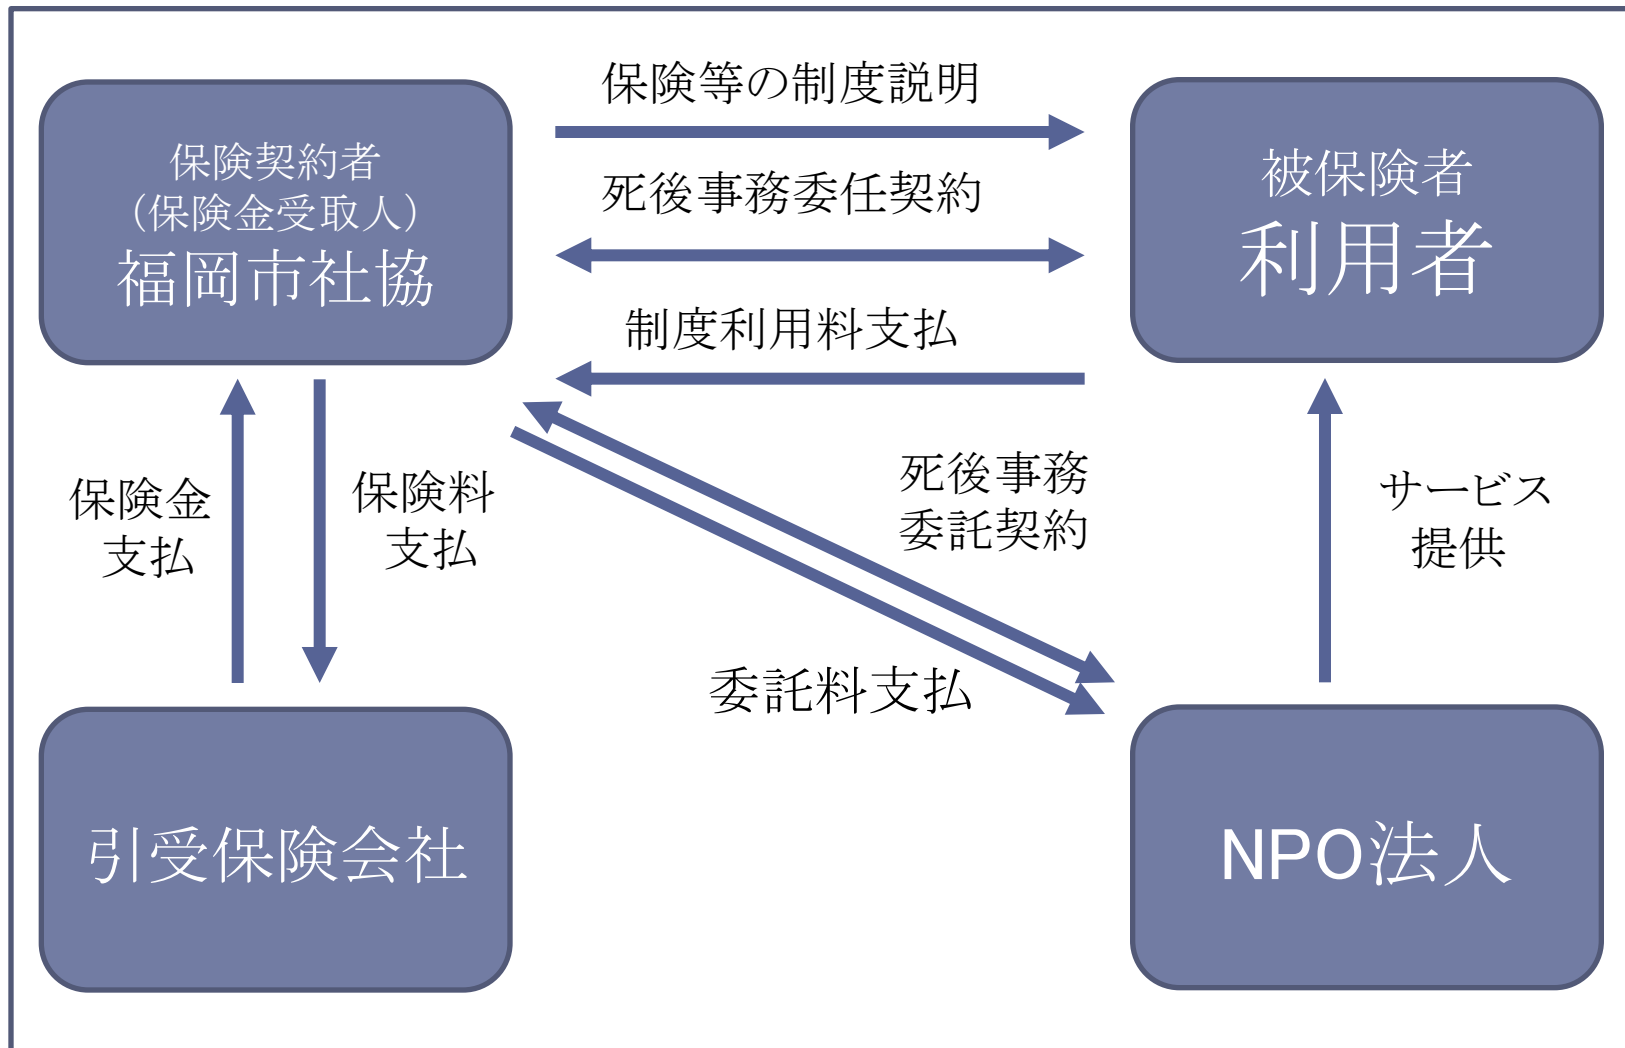 保険等の制度説明
保険契約者
（保険金受取人）
福岡市社協
死後事務委任契約
被保険者
利用者
制度利用料支払
保険金
支払
保険料
支払
死後事務
委託契約
サービス
提供
委託料支払
引受保険会社
NPO法人